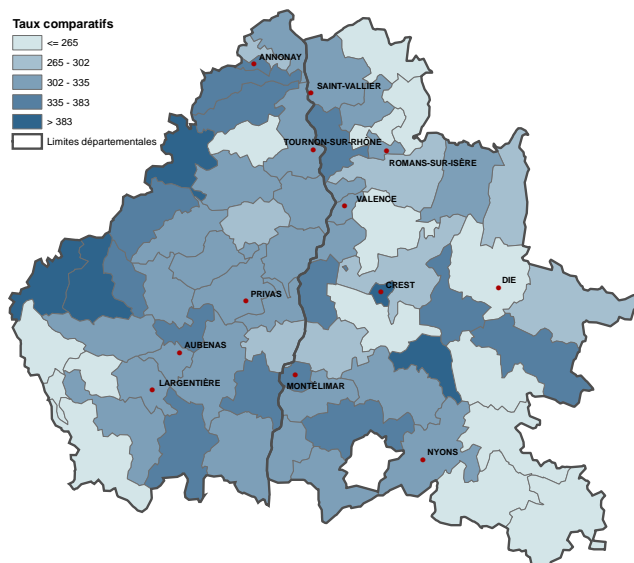 Taux comparatifs
<= 265
265 - 302
302 - 335
335 - 383
> 383
Limites départementales
ANNONAY
SAINT-VALLIER
TOURNON-SUR-RHÔNE
ROMANS-SUR-ISÈRE
VALENCE
DIE
CREST
PRIVAS
AUBENAS
MONTÉLIMAR
LARGENTIÈRE
NYONS